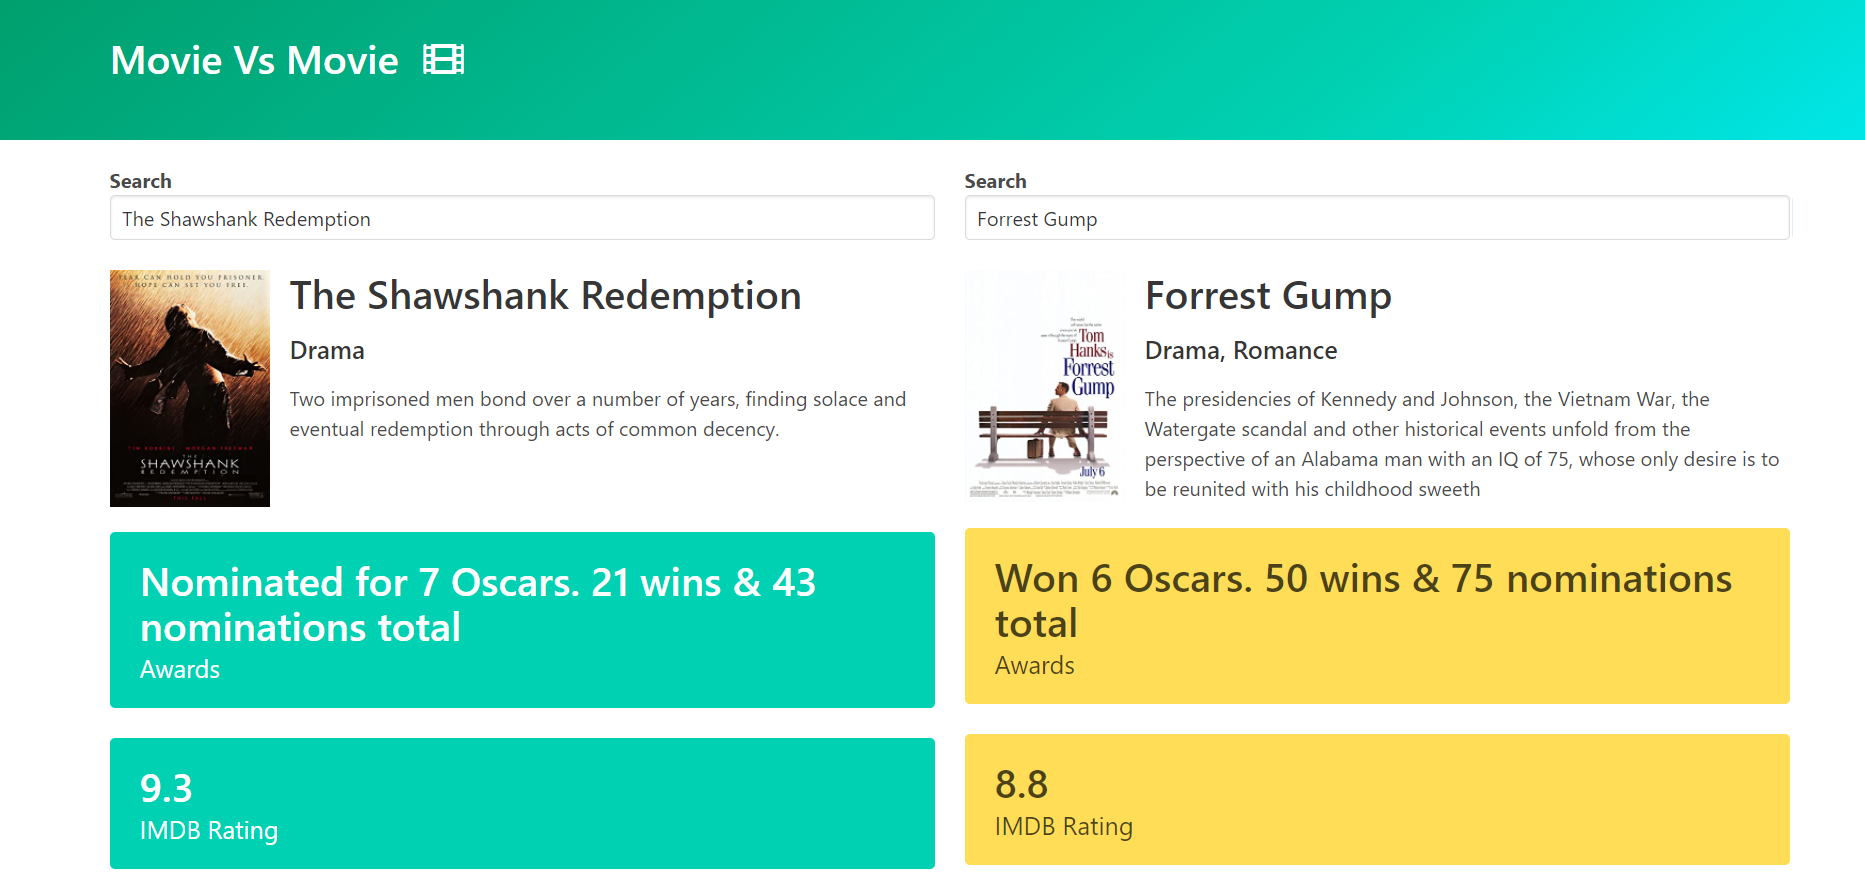 Movie Vs Movie
Search
The Shawshank Redemption
Search
Forrest Gump
FEAR CAN HOLD YOU PRISONER.
HOPE CAN SET YOU FREE.
TIM ROBBINS MORGAN FREEMAN
THE
SHAWSHANK
REDEMPTION
THIS FALL
The Shawshank Redemption
Drama
Two imprisoned men bond over a number of years, finding solace and
eventual redemption through acts of common decency.
Tom
Hanks is
Forrest
Gump
July 6
Forrest Gump
Drama, Romance
The presidencies of Kennedy and Johnson, the Vietnam War, the
Watergate scandal and other historical events unfold from the
perspective of an Alabama man with an IQ of 75, whose only desire is to
be reunited with his childhood sweeth
Nominated for 7 Oscars. 21 wins & 43
nominations total
Awards
Won 6 Oscars. 50 wins & 75 nominations
total
Awards
9.3
IMDB Rating
8.8
IMDB Rating